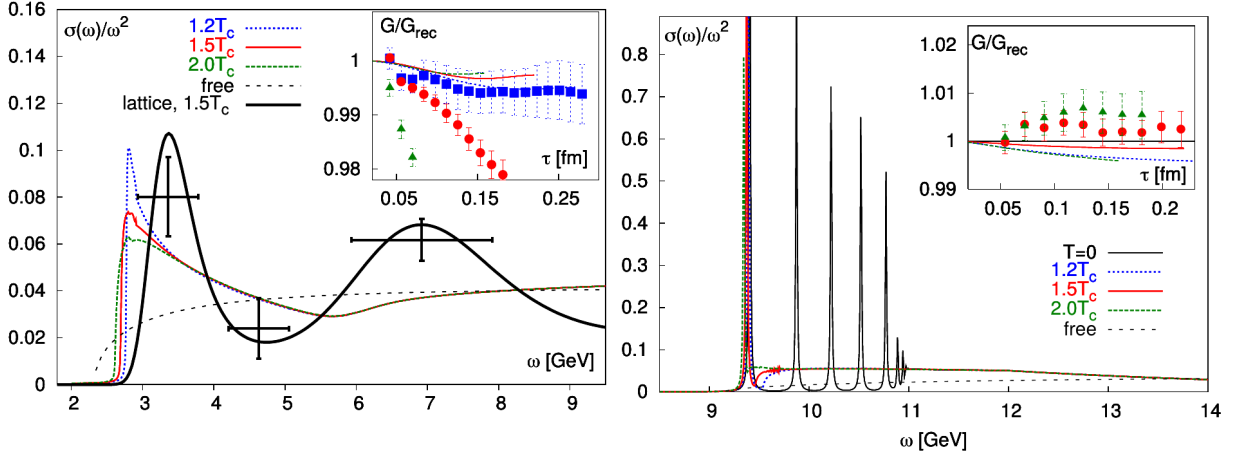 σ(ω)/ω²
1.2T_c
1.5T_c
2.0T_c
free
lattice, 1.5T_c
0.16
0.14
0.12
0.1
0.08
0.06
0.04
0.02
0
2 3 4 5 6 7 8 9
ω [GeV]
G/G_rec
1
0.99
0.98
τ [fm]
0.05 0.15 0.25
σ(ω)/ω²
0.8
0.7
0.6
0.5
0.4
0.3
0.2
0.1
0
9 10 11 12 13 14
ω [GeV]
T=0
1.2T_c
1.5T_c
2.0T_c
free
G/G_rec
1.02
1.01
1
0.99
τ [fm]
0.05 0.1 0.15 0.2